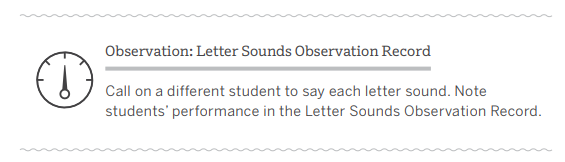 Observation: Letter Sounds Observation Record
Call on a different student to say each letter sound. Note
students’ performance in the Letter Sounds Observation Record.